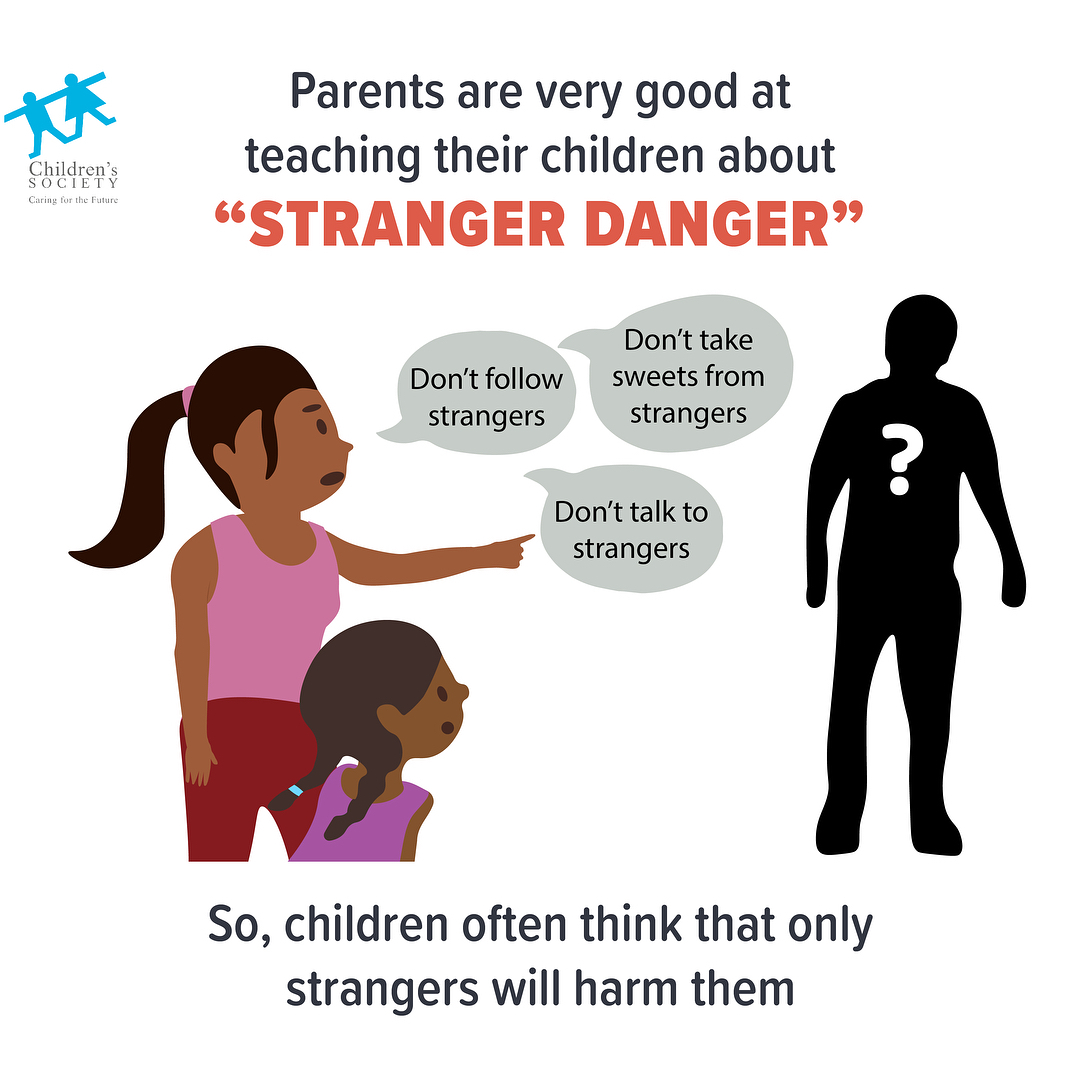 Parents are very good at
teaching their children about
“STRANGER DANGER”
Children's
SOCIETY
Caring for the Future
Don't follow
strangers
Don't take
sweets from
strangers
Don't talk to
strangers
?
So, children often think that only
strangers will harm them